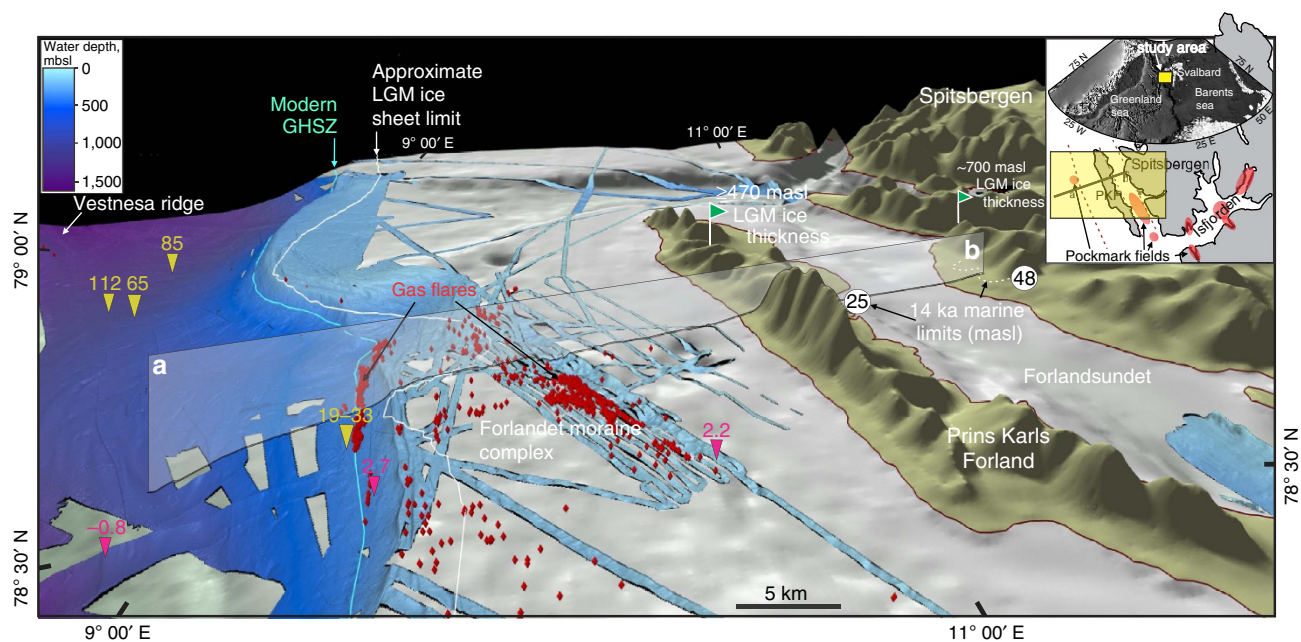 Water depth,
mbsl
0
500
1,000
1,500
Vestnesa ridge
Modern
GHSZ
Approximate
LGM ice
sheet limit
9° 00′ E
11° 00′ E
Spitsbergen
≥470 masl
LGM ice
thickness
~700 masl
LGM ice
thickness
study area
75 N
75 N
Svalbard
Greenland
sea
Barents
sea
25 W
25 E
50 E
Spitsbergen
a
b
PKF
Isfjorden
Pockmark fields
79° 00′ N
85
112
65
Gas flares
a
b
25
48
14 ka marine
limits (masl)
Forlandsundet
19–33
Forlandet moraine
complex
2.2
2.7
–0.8
Prins Karls
Forland
78° 30′ N
78° 30′ N
5 km
9° 00′ E
11° 00′ E